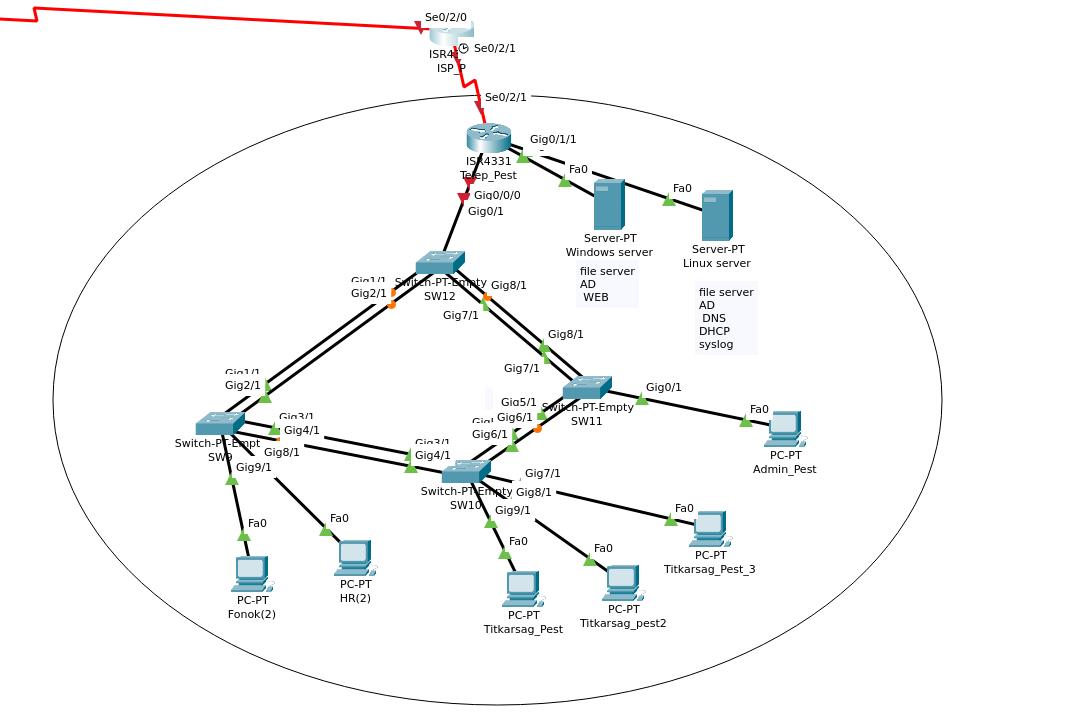 Se0/2/0
ISP_P
Se0/2/1
Se0/2/1
ISR4331
Telep_Pest
Gig0/1/1
Fa0
Fa0
Gig0/0/0
Gig0/1
Server-PT
Windows server
Server-PT
Linux server
file server
AD
WEB
file server
AD
DNS
DHCP
syslog
Switch-PT-Empty
SW12
Gig1/1
Gig2/1
Gig8/1
Gig7/1
Gig8/1
Gig7/1
Gig1/1
Gig2/1
Switch-PT-Empty
SW11
Gig0/1
Fa0
PC-PT
Admin_Pest
Gig5/1
Gig6/1
Gig6/1
Gig3/1
Gig4/1
Switch-PT-Empt
SW9
Gig8/1
Gig9/1
Gig3/1
Gig4/1
Switch-PT-Empty
SW10
Gig7/1
Gig8/1
Gig9/1
Fa0
Fa0
Fa0
Fa0
Fa0
PC-PT
Fonok(2)
PC-PT
HR(2)
PC-PT
Titkarsag_Pest
PC-PT
Titkarsag_pest2
PC-PT
Titkarsag_Pest_3